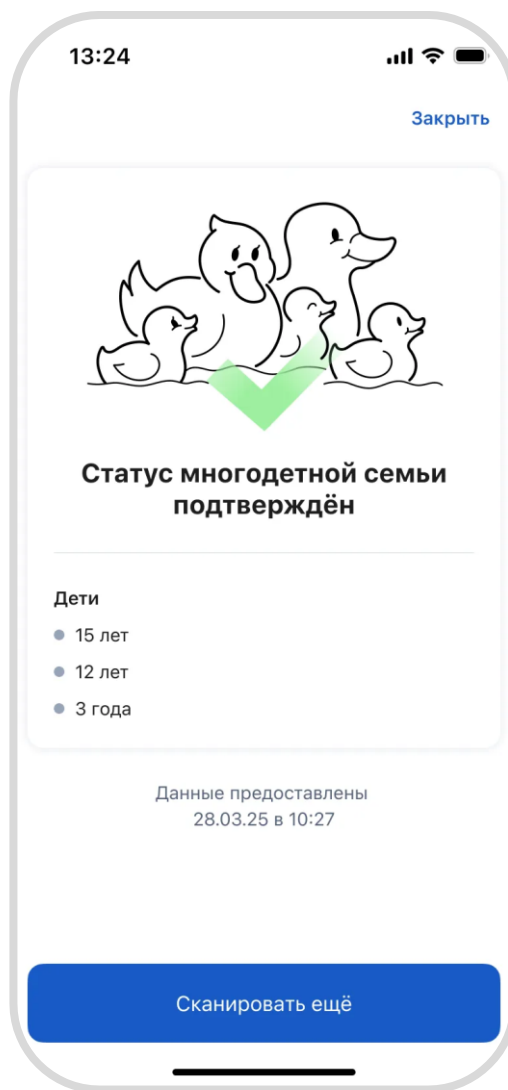 13:24
Закрыть
Статус многодетной семьи
подтверждён
Дети
15 лет
12 лет
3 года
Данные предоставлены
28.03.25 в 10:27
Сканировать ещё